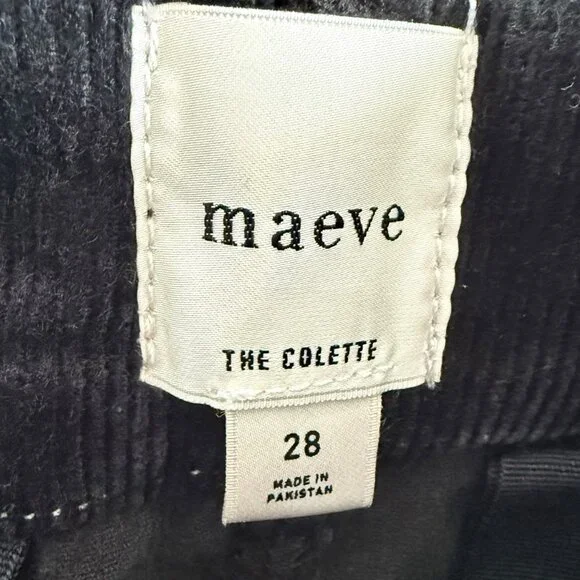 maeve
THE COLETTE
28
MADE IN
PAKISTAN